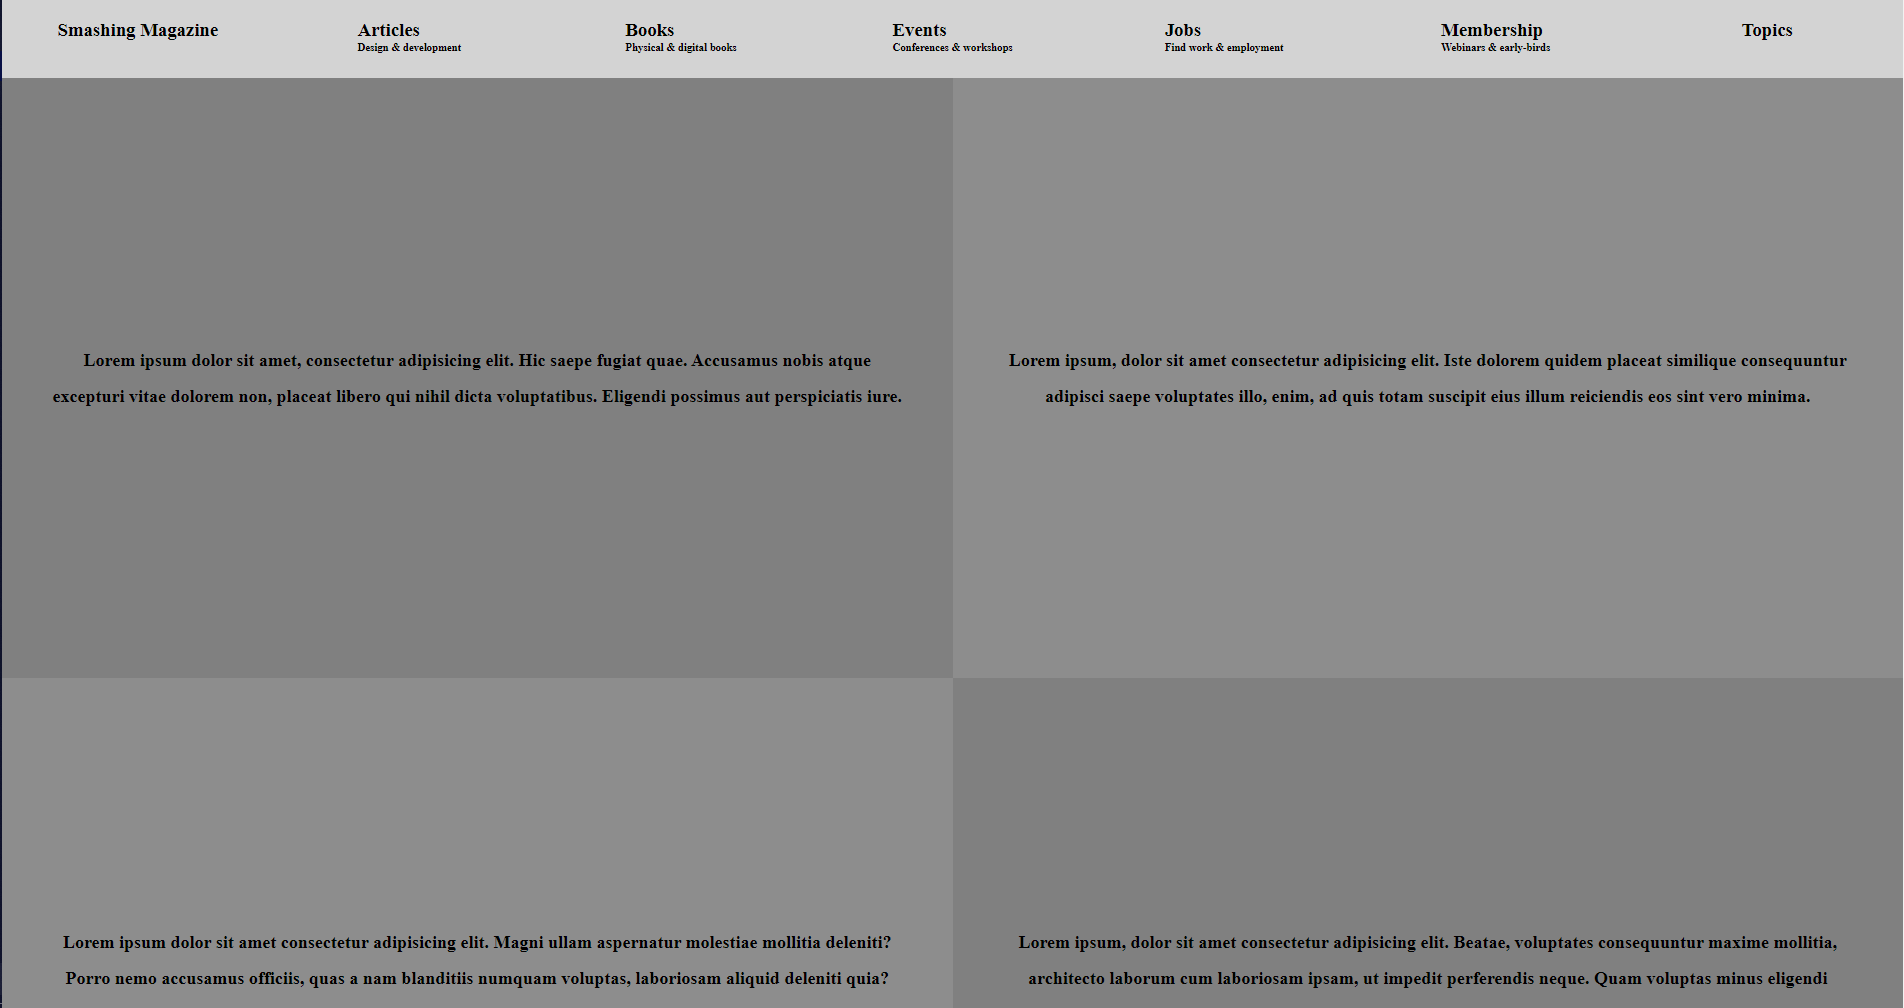 Smashing Magazine Articles Books Events Jobs Membership Topics
Design & development Physical & digital books Conferences & workshops Find work & employment Webinars & early-birds
Lorem ipsum dolor sit amet, consectetur adipisicing elit. Hic saepe fugiat quae. Accusamus nobis atque
excepturi vitae dolorem non, placeat libero qui nihil dicta voluptatibus. Eligendi possimus aut perspiciatis iure.
Lorem ipsum, dolor sit amet consectetur adipisicing elit. Iste dolorem quidem placeat similique consequuntur
adipisci saepe voluptates illo, enim, ad quis totam suscipit eius illum reiciendis eos sint vero minima.
Lorem ipsum dolor sit amet consectetur adipisicing elit. Magni ullam aspernatur molestiae mollitia deleniti?
Porro nemo accusamus officiis, quas a nam blanditiis numquam voluptas, laboriosam aliquid deleniti quia?
Lorem ipsum, dolor sit amet consectetur adipisicing elit. Beatae, voluptates consequuntur maxime mollitia,
architecto laborum cum laboriosam ipsam, ut impedit perferendis neque. Quam voluptas minus eligendi